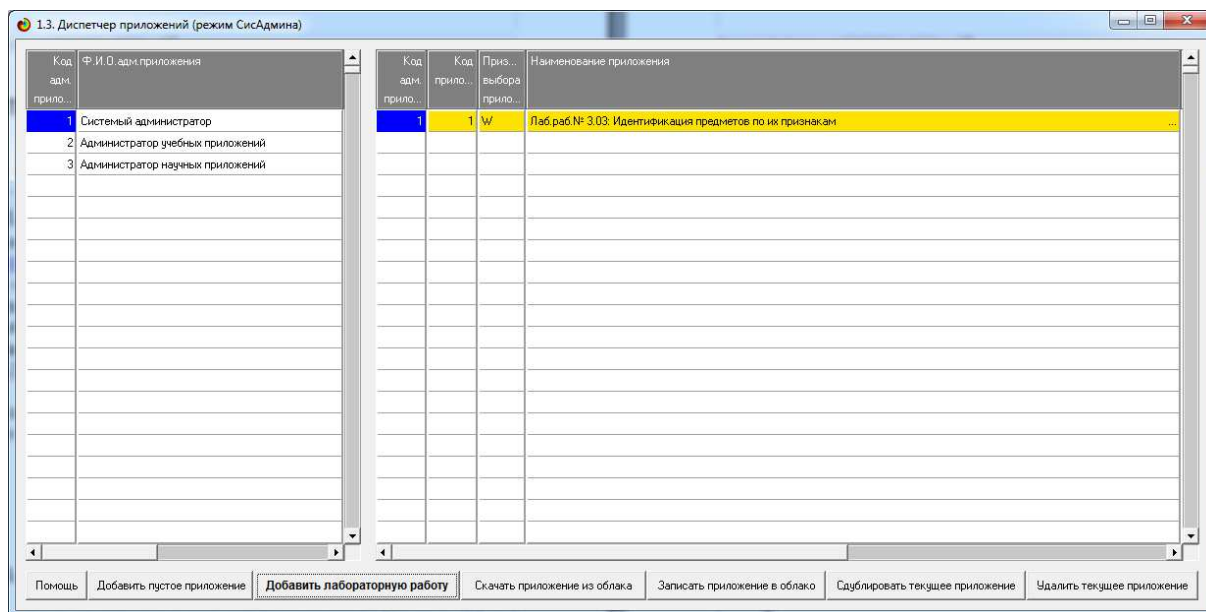 1.3. Диспетчер приложений (режим СисАдмина)
Код адм. прило... Ф.И.О.адм.приложения
1 Системый администратор
2 Администратор учебных приложений
3 Администратор научных приложений
Код адм. прило... Код прило... Приз... выбора прило... Наименование приложения
1 1 W Лаб.раб.№ 3.03: Идентификация предметов по их признакам ...
Помощь Добавить пустое приложение Добавить лабораторную работу Скачать приложение из облака Записать приложение в облако Сдублировать текущее приложение Удалить текущее приложение